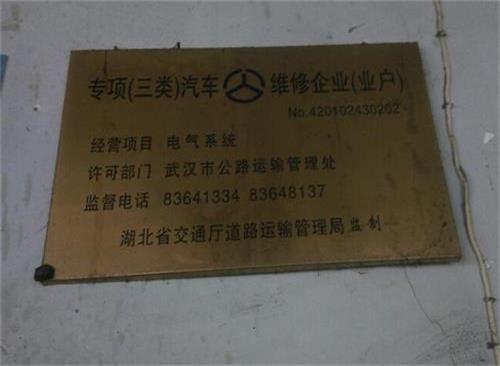 专项(三类)汽车 维修企业(业户)
No.420102430202
经营项目 电气系统
许可部门 武汉市公路运输管理处
监督电话 83641334 83648137
湖北省交通厅道路运输管理局监制